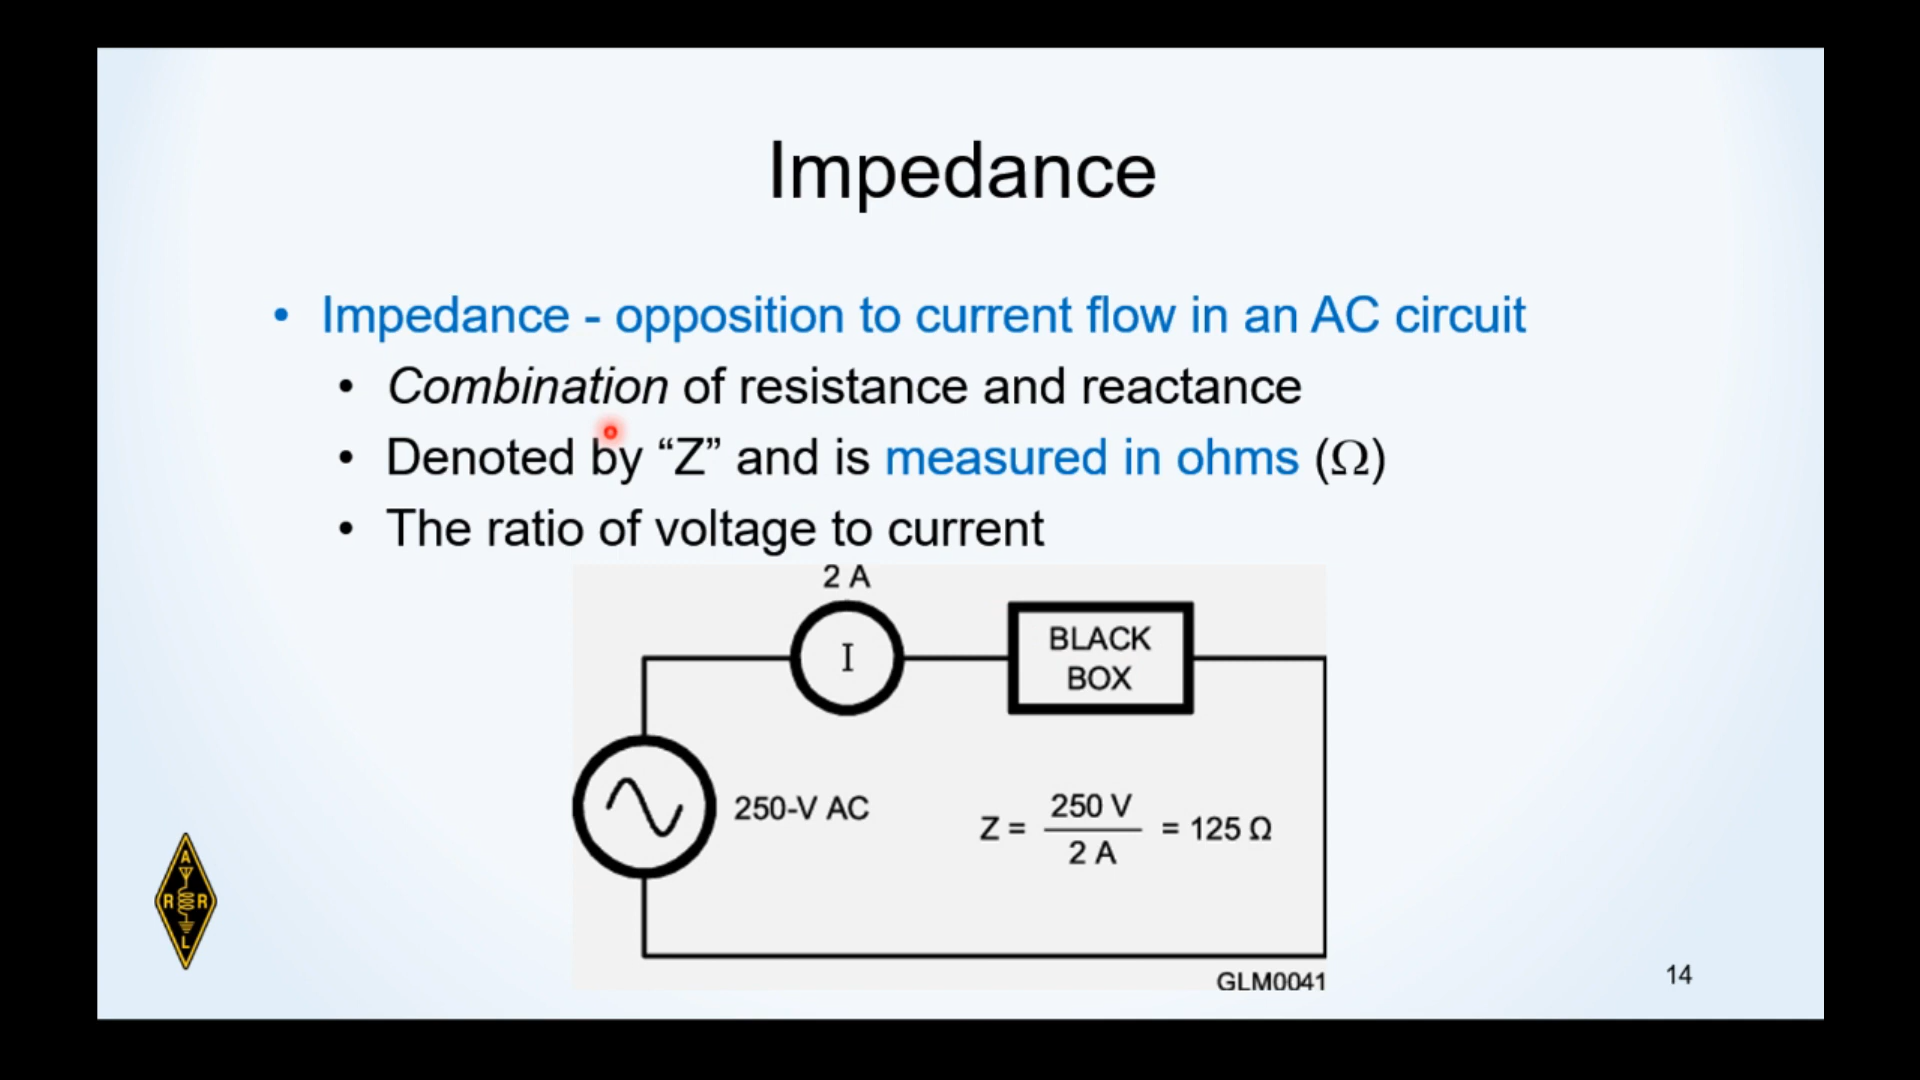 Impedance
• Impedance - opposition to current flow in an AC circuit
• Combination of resistance and reactance
• Denoted by “Z” and is measured in ohms (Ω)
• The ratio of voltage to current
2 A
I
BLACK
BOX
250-V AC
Z = 250 V / 2 A = 125 Ω
A
R R
L
GLM0041
14